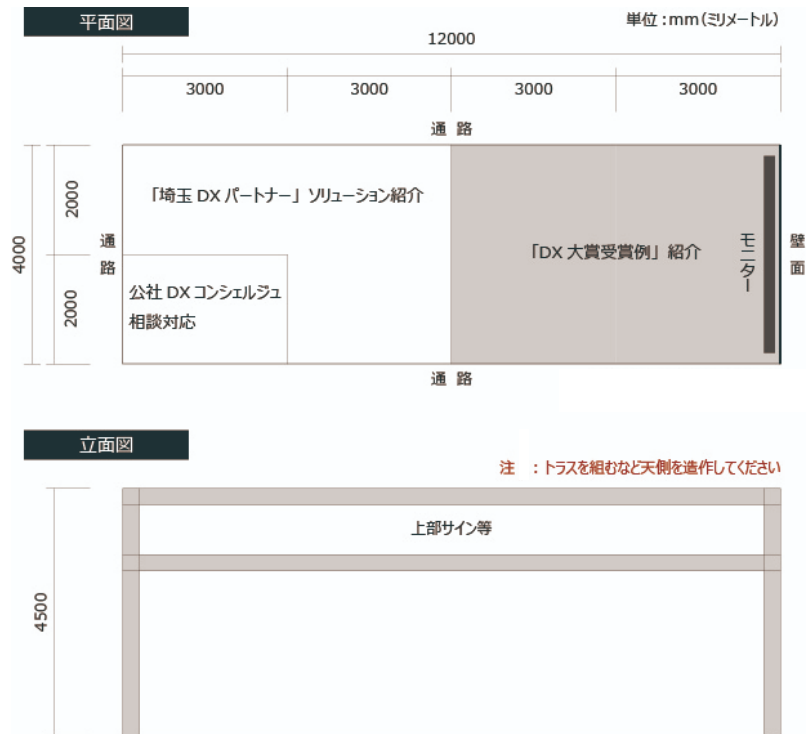 平面図
単位:mm(ミリメートル)
12000
3000 3000 3000 3000
通 路
4000
2000
2000
通路
「埼玉 DX パートナー」 ソリューション紹介
公社 DX コンシェルジュ
相談対応
「DX 大賞受賞例」 紹介
モニター
壁面
通 路
立面図
注 :トラスを組むなど天側を造作してください
上部サイン等
4500